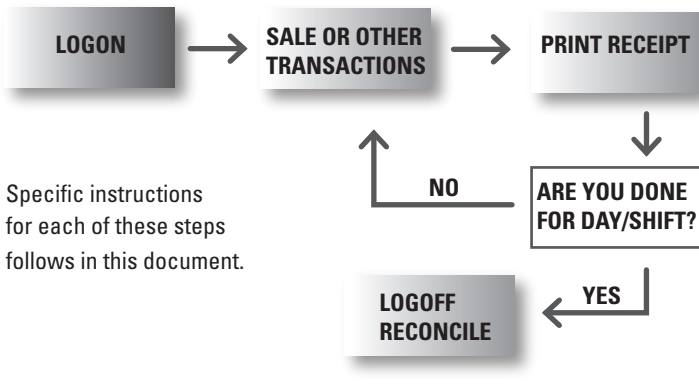 LOGON
SALE OR OTHER
TRANSACTIONS
PRINT RECEIPT
NO
ARE YOU DONE
FOR DAY/SHIFT?
Specific instructions
for each of these steps
follows in this document.
YES
LOGOFF
RECONCILE